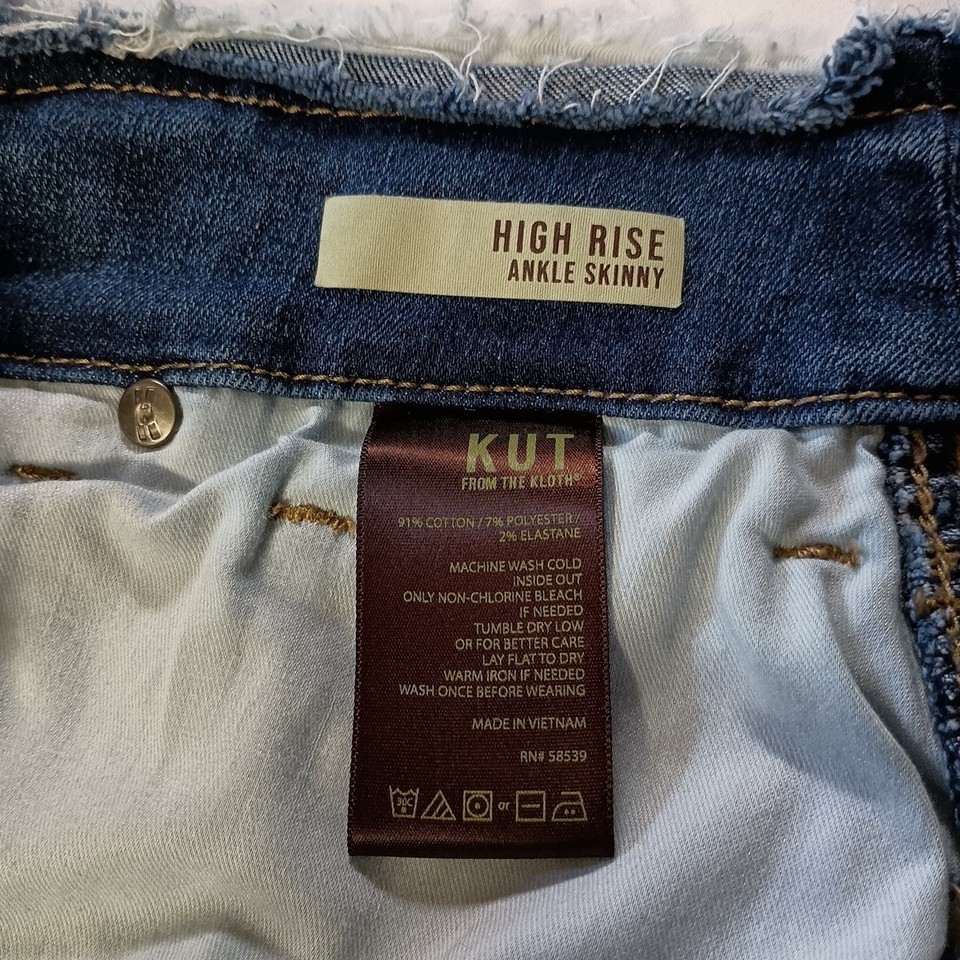 HIGH RISE
ANKLE SKINNY
KUT
FROM THE KLOTH®
91% COTTON / 7% POLYESTER /
2% ELASTANE
MACHINE WASH COLD
INSIDE OUT
ONLY NON-CHLORINE BLEACH
IF NEEDED
TUMBLE DRY LOW
OR FOR BETTER CARE
LAY FLAT TO DRY
WARM IRON IF NEEDED
WASH ONCE BEFORE WEARING
MADE IN VIETNAM
RN# 58539
30C or